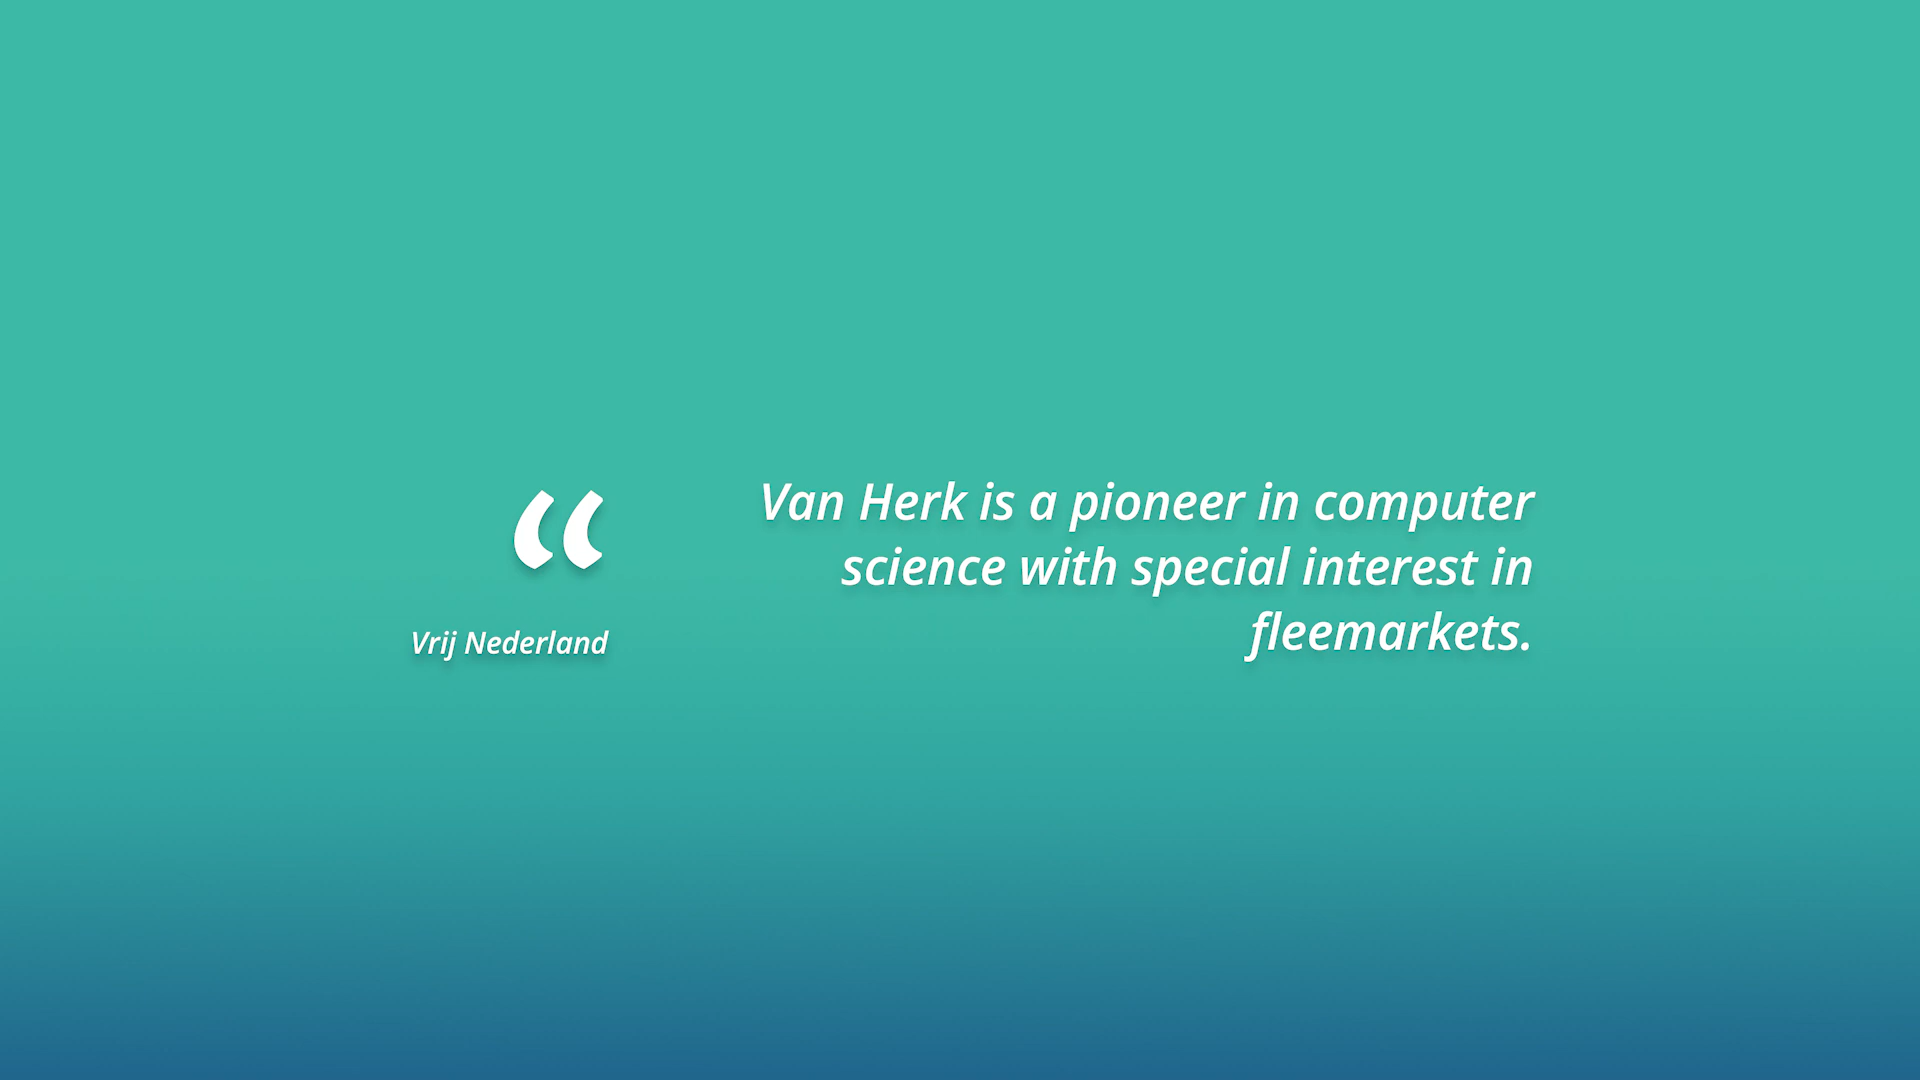 “
Vrij Nederland
Van Herk is a pioneer in computer
science with special interest in
fleemarkets.